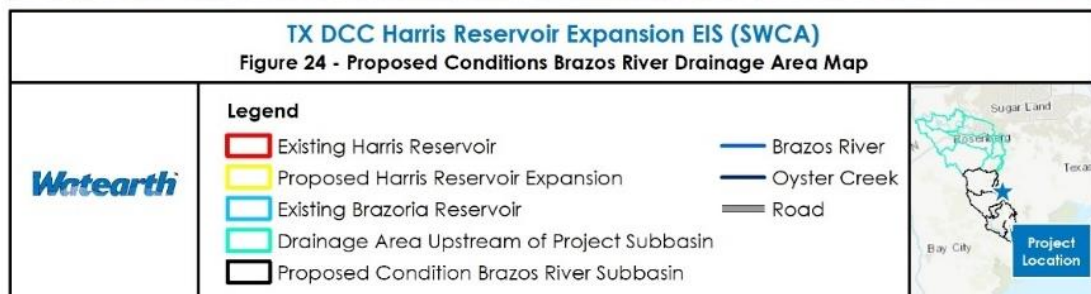 TX DCC Harris Reservoir Expansion EIS (SWCA)
Figure 24 - Proposed Conditions Brazos River Drainage Area Map
Watearth
Legend
Existing Harris Reservoir
Proposed Harris Reservoir Expansion
Existing Brazoria Reservoir
Drainage Area Upstream of Project Subbasin
Proposed Condition Brazos River Subbasin
Brazos River
Oyster Creek
Road
Sugar Land
Rosenberg
Texas
Bay City
Project
Location